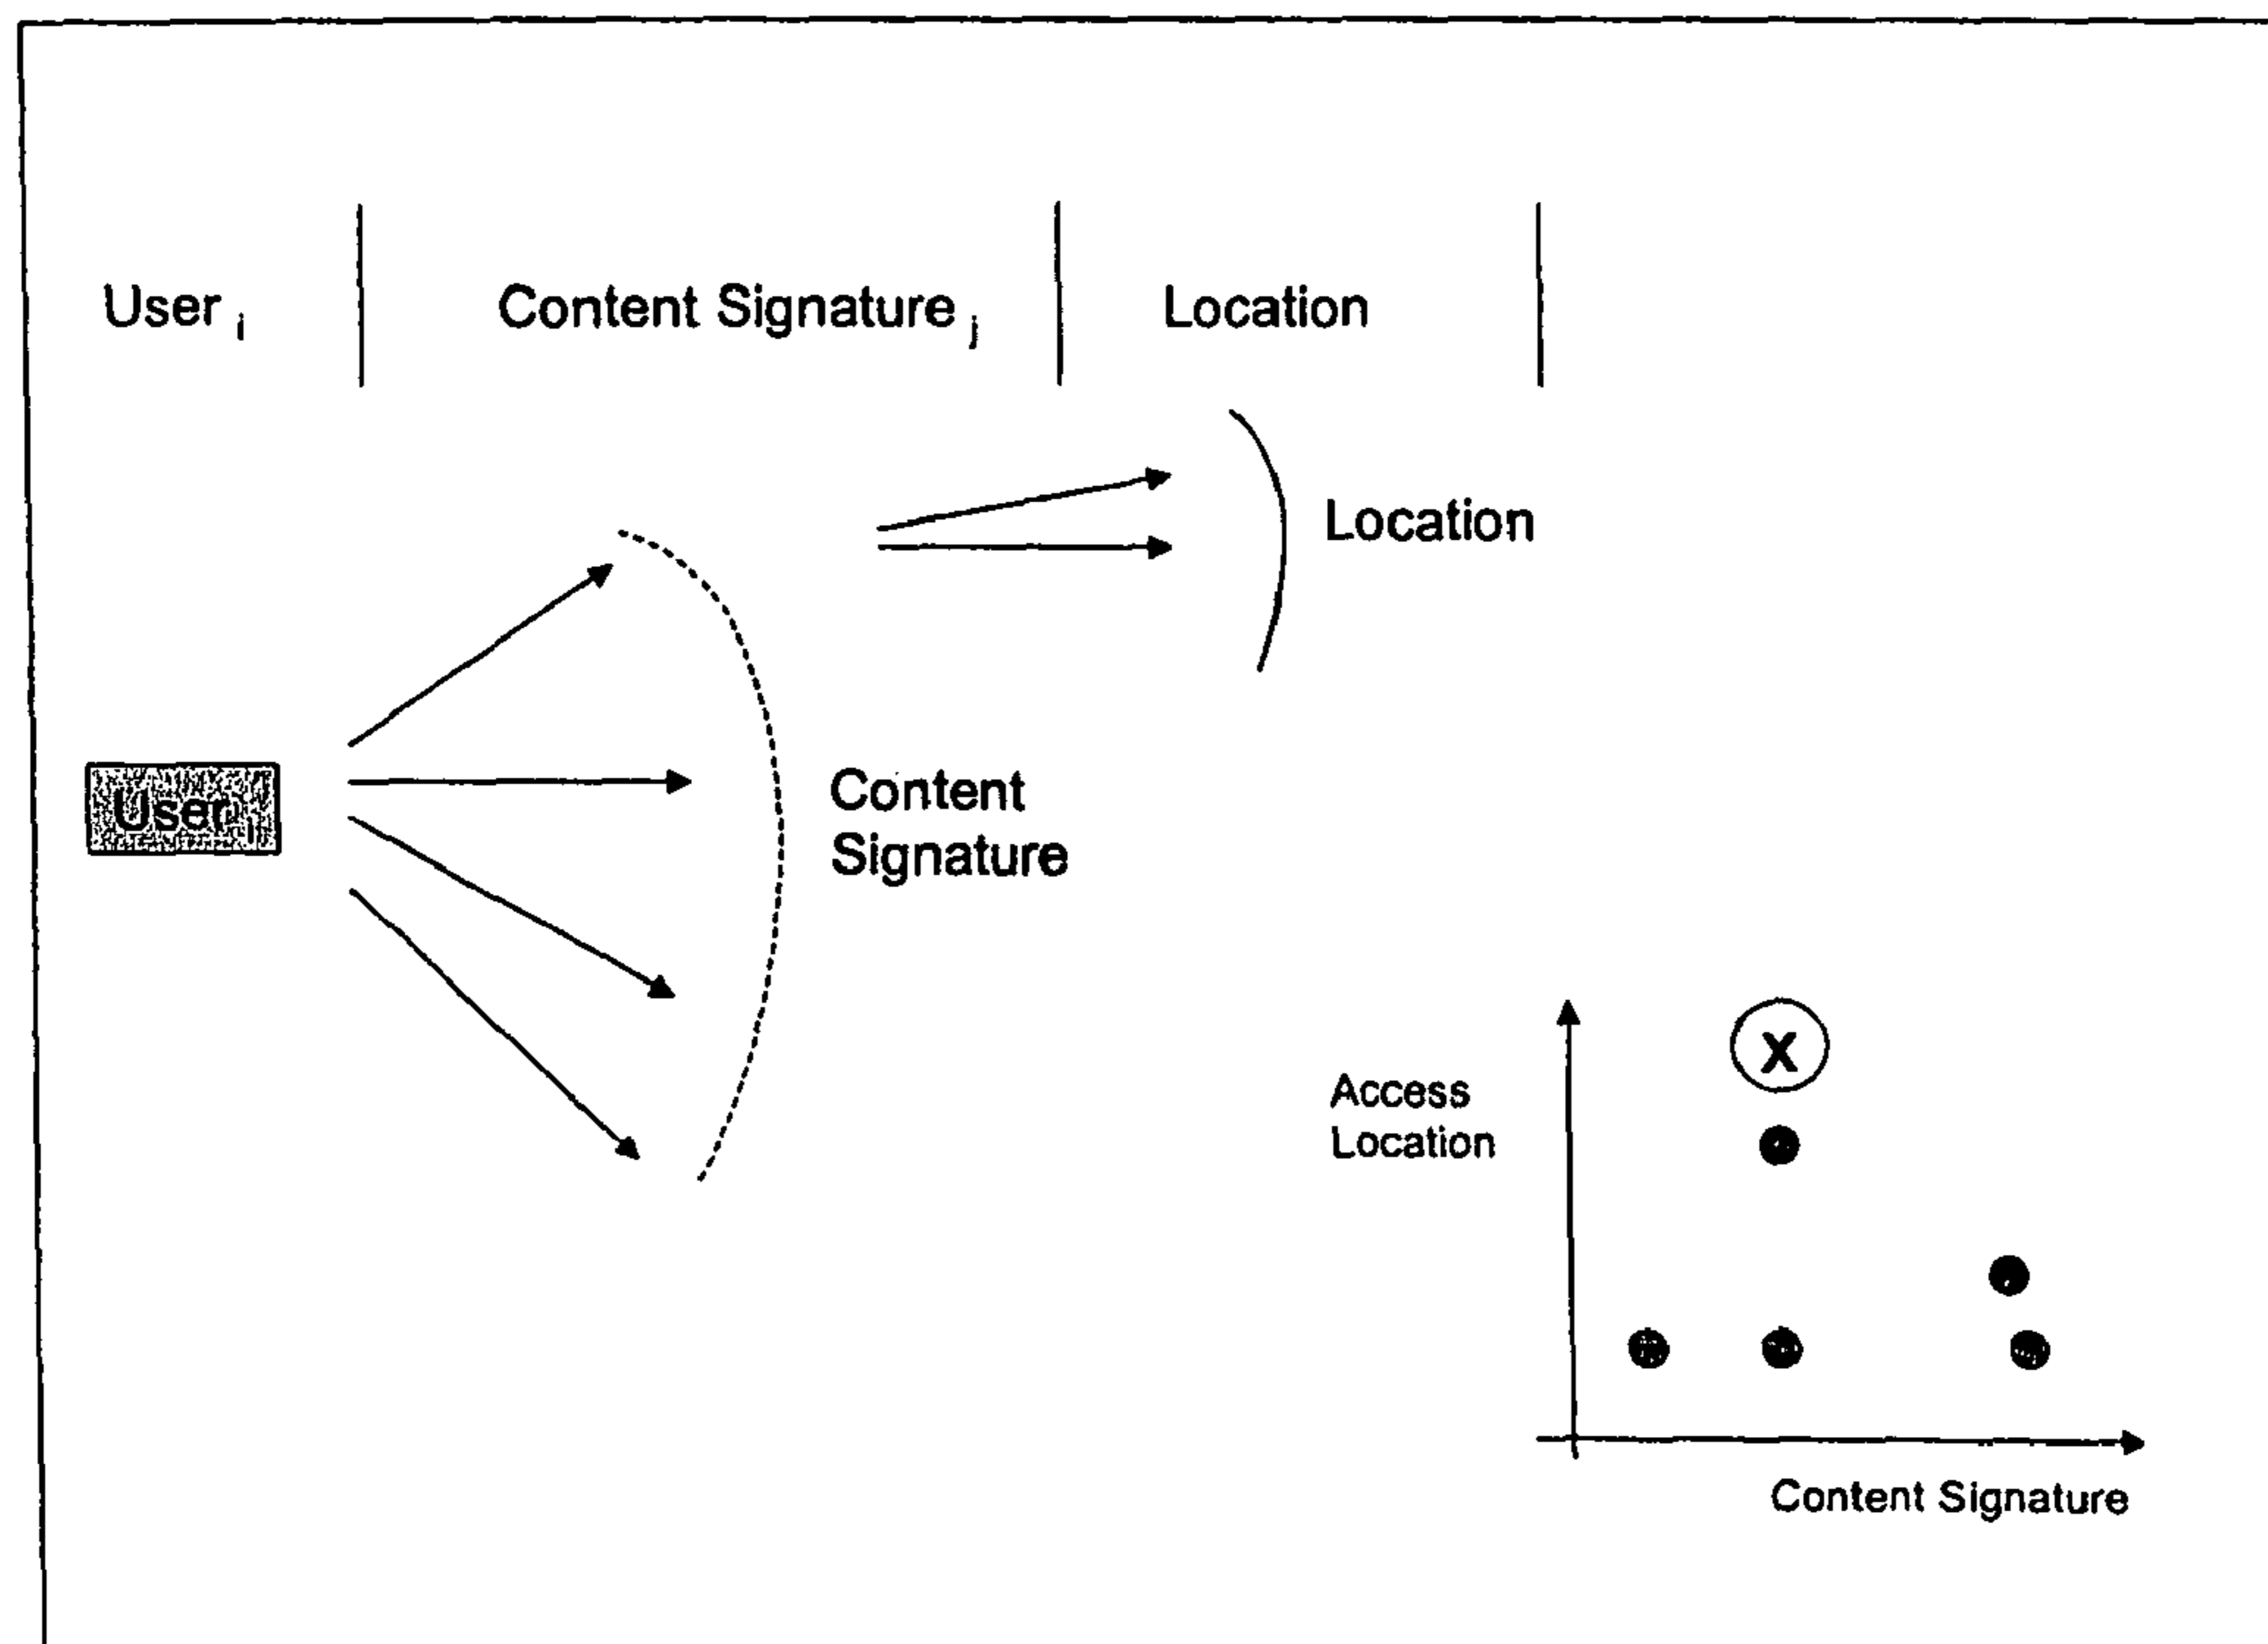 User i
Content Signature j
Location
Location
User i
Content
Signature
X
Access
Location
Content Signature